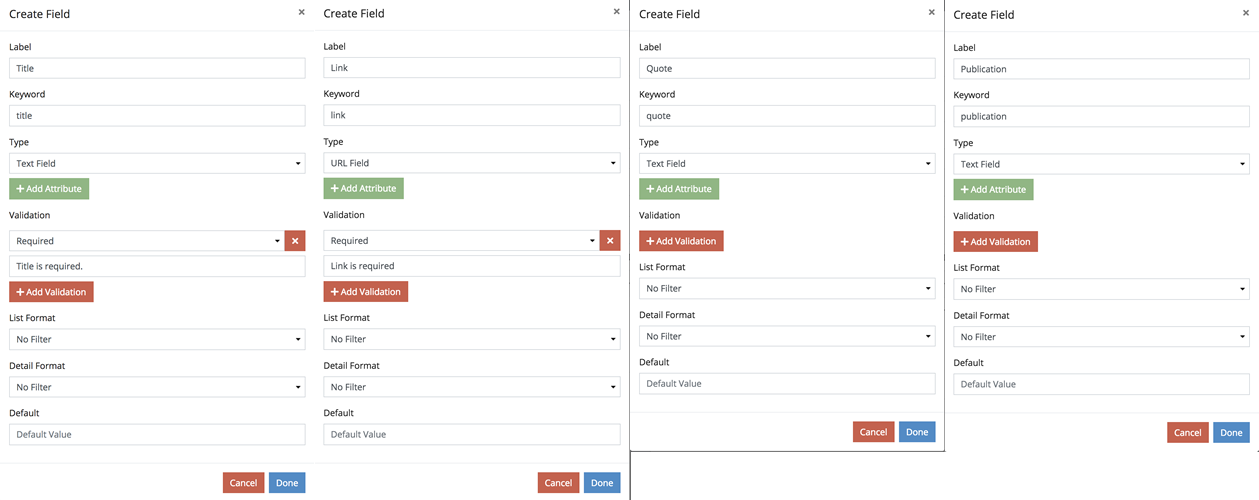 Create Field ×
Label
Title
Keyword
title
Type
Text Field
+ Add Attribute
Validation
Required ×
Title is required.
+ Add Validation
List Format
No Filter
Detail Format
No Filter
Default
Default Value
Cancel Done
Create Field ×
Label
Link
Keyword
link
Type
URL Field
+ Add Attribute
Validation
Required ×
Link is required
+ Add Validation
List Format
No Filter
Detail Format
No Filter
Default
Default Value
Cancel Done
Create Field ×
Label
Quote
Keyword
quote
Type
Text Field
+ Add Attribute
Validation
+ Add Validation
List Format
No Filter
Detail Format
No Filter
Default
Default Value
Cancel Done
Create Field ×
Label
Publication
Keyword
publication
Type
Text Field
+ Add Attribute
Validation
+ Add Validation
List Format
No Filter
Detail Format
No Filter
Default
Default Value
Cancel Done